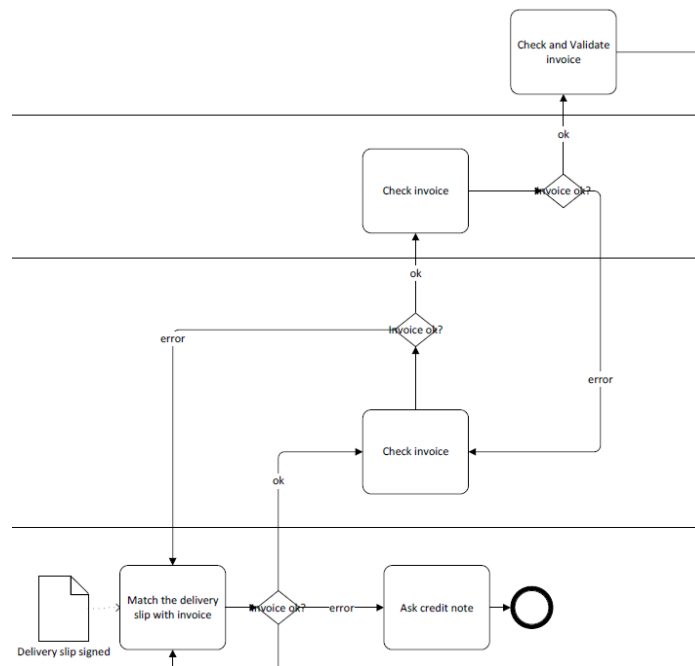 Check and Validate
invoice
ok
Check invoice
Invoice ok?
ok
Invoice ok?
error
error
Check invoice
ok
Match the delivery
slip with invoice
Invoice ok?
error
Ask credit note
Delivery slip signed